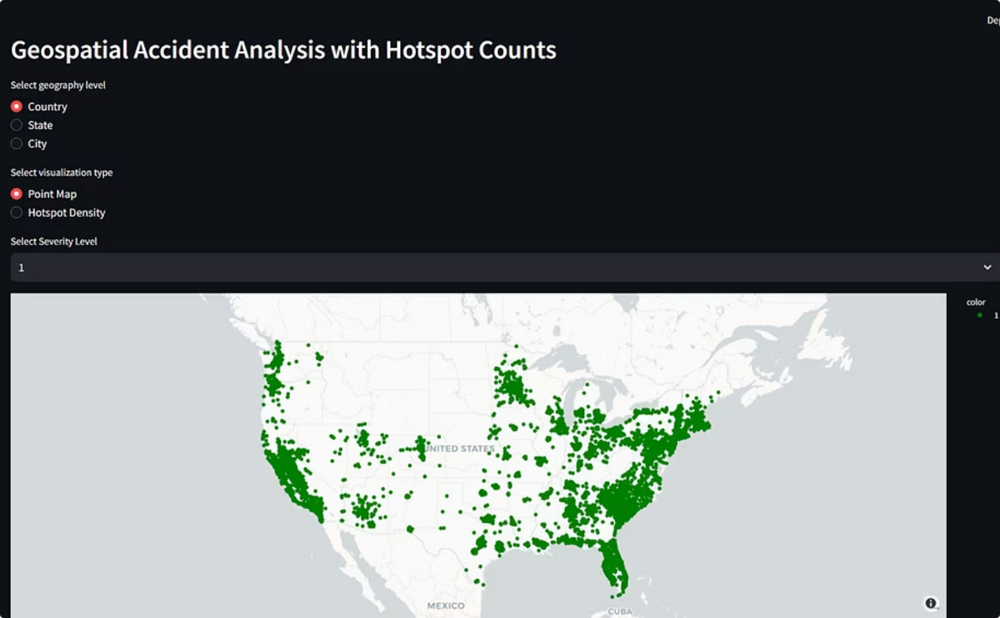 Geospatial Accident Analysis with Hotspot Counts
Select geography level
Country
State
City
Select visualization type
Point Map
Hotspot Density
Select Severity Level
1
color
1
UNITED STATES
MEXICO
CUBA